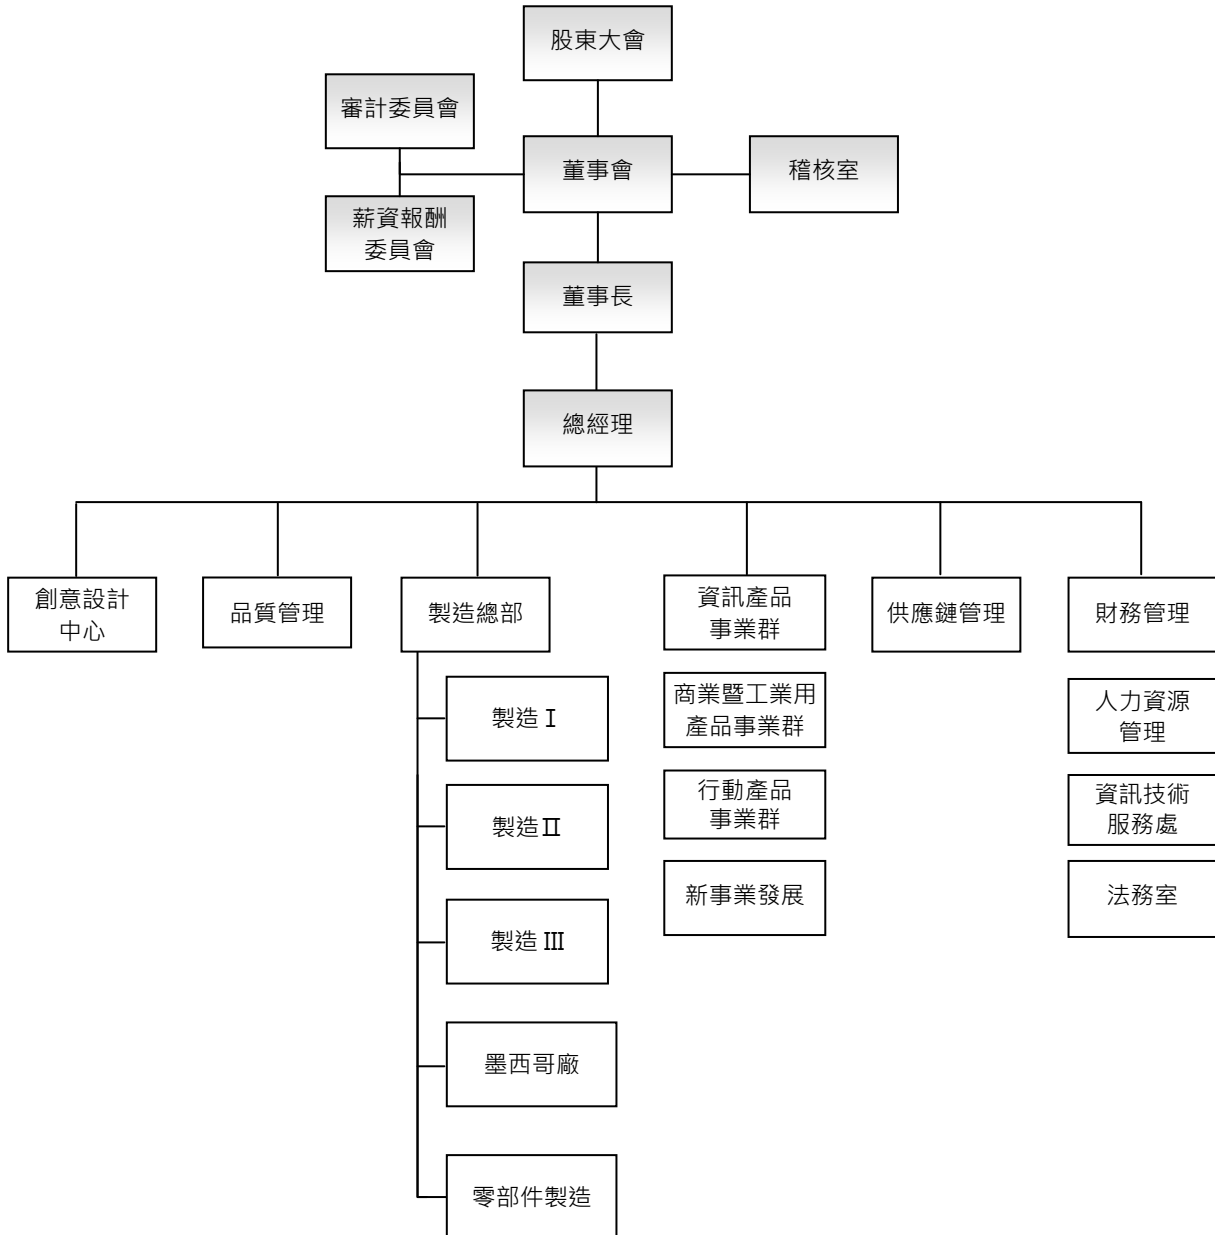 股東大會
審計委員會
董事會
稽核室
薪資報酬
委員會
董事長
總經理
創意設計
中心
品質管理
製造總部
資訊產品
事業群
供應鏈管理
財務管理
製造 I
商業暨工業用
產品事業群
人力資源
管理
製造 II
行動產品
事業群
資訊技術
服務處
製造 III
新事業發展
法務室
墨西哥廠
零部件製造